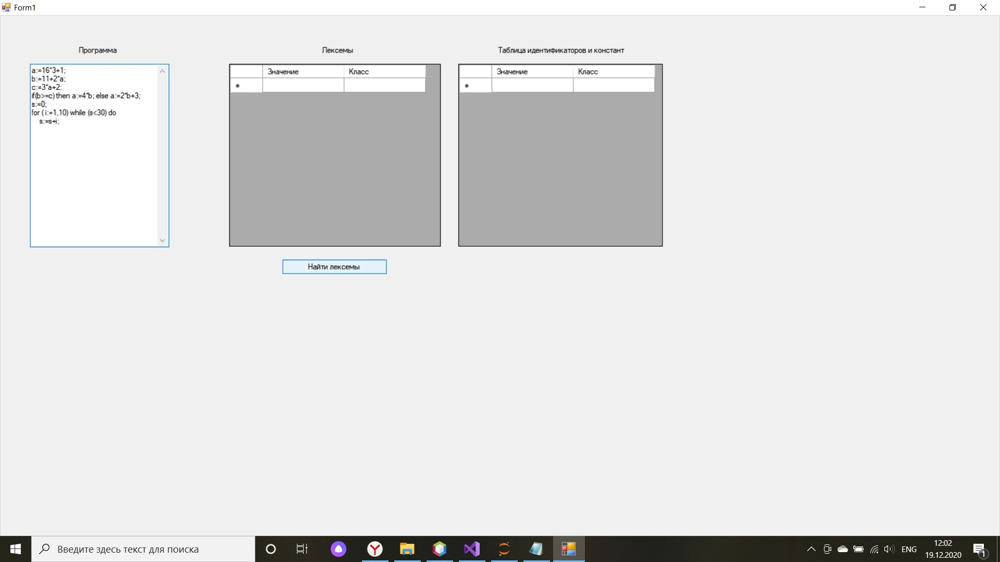 Form1
Программа
Лексемы
Таблица идентификаторов и констант
a:=16*3+1;
b:=11+2*a;
c:=3*a+2;
if(b>=c) then a:=4*b; else a:=2*b+3;
s:=0;
for ( i:=1,10) while (s<30) do
s:=s+i;
Значение Класс
Значение Класс
Найти лексемы
Введите здесь текст для поиска
ENG
12:02
19.12.2020
1